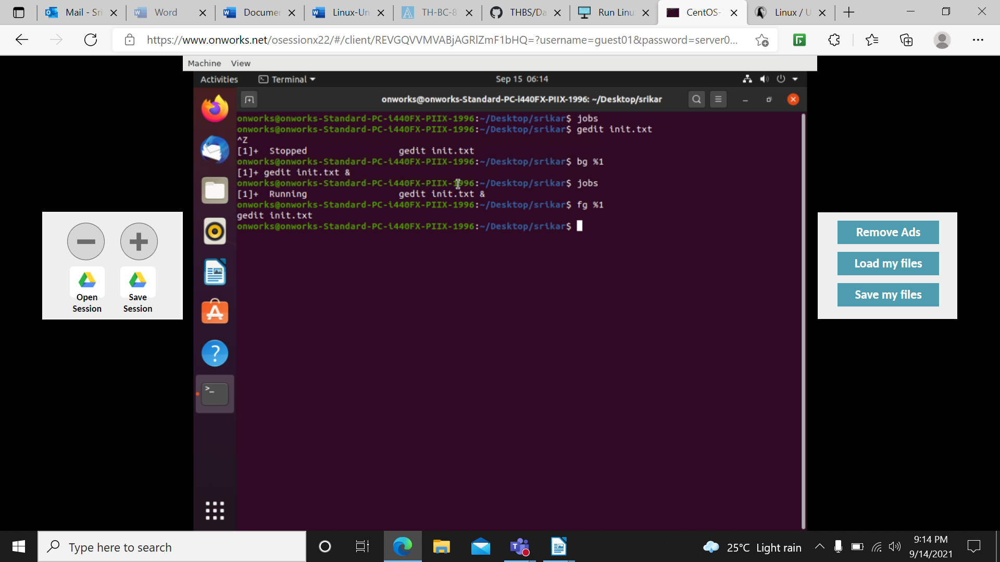 Mail - Sri
Word
Documen
Linux-Un
TH-BC-8
THBS/Da
Run Linu
CentOS-
Linux / U
https://www.onworks.net/osessionx22/#/client/REVGQVVMVABjAGRlZmF1bHQ=?username=guest01&password=server0...
Machine View
Activities Terminal Sep 15 06:14
onworks@onworks-Standard-PC-i440FX-PIIX-1996: ~/Desktop/srikar
onworks@onworks-Standard-PC-i440FX-PIIX-1996:~/Desktop/srikar$ jobs
onworks@onworks-Standard-PC-i440FX-PIIX-1996:~/Desktop/srikar$ gedit init.txt
^Z
[1]+  Stopped                 gedit init.txt
onworks@onworks-Standard-PC-i440FX-PIIX-1996:~/Desktop/srikar$ bg %1
[1]+ gedit init.txt &
onworks@onworks-Standard-PC-i440FX-PIIX-1996:~/Desktop/srikar$ jobs
[1]+  Running                 gedit init.txt &
onworks@onworks-Standard-PC-i440FX-PIIX-1996:~/Desktop/srikar$ fg %1
gedit init.txt
onworks@onworks-Standard-PC-i440FX-PIIX-1996:~/Desktop/srikar$
Open
Session
Save
Session
Remove Ads
Load my files
Save my files
Type here to search
25°C Light rain
9:14 PM
9/14/2021